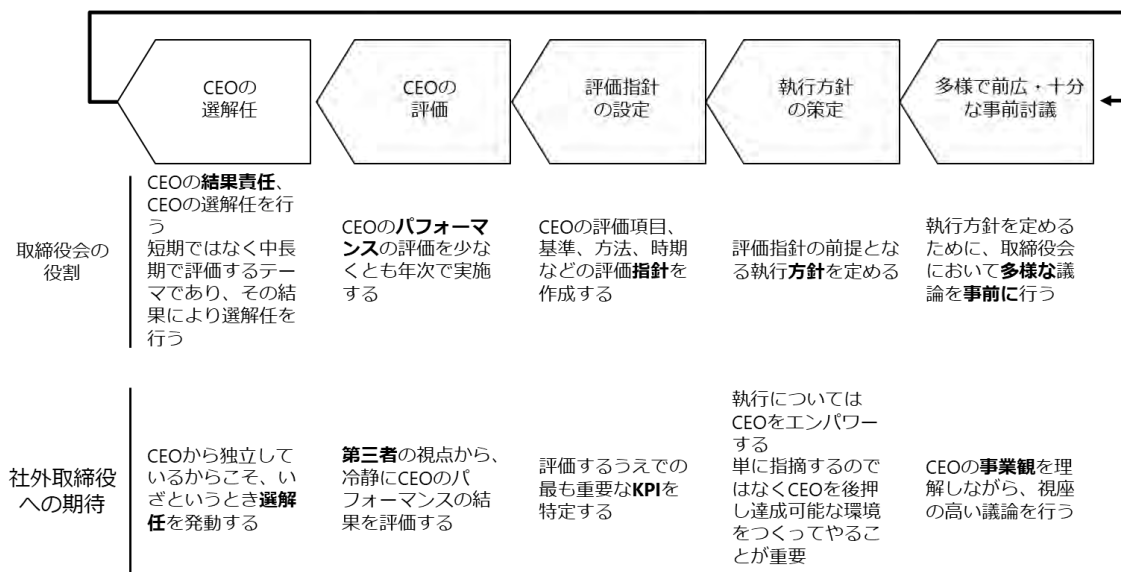 CEOの
選解任
CEOの
評価
評価指針
の設定
執行方針
の策定
多様で前広・十分
な事前討議
取締役会の
役割
CEOの結果責任、
CEOの選解任を行
う
短期ではなく中長
期で評価するテー
マであり、その結
果により選解任を
行う
CEOのパフォーマ
ンスの評価を少な
くとも年次で実施
する
CEOの評価項目、
基準、方法、時期
などの評価指針を
作成する
評価指針の前提とな
る執行方針を定める
執行方針を定める
ために、取締役会
において多様な議
論を事前に行う
社外取締役
への期待
CEOから独立して
いるからこそ、い
ざというとき選解
任を発動する
第三者の視点から、
冷静にCEOのパ
フォーマンスの結
果を評価する
評価するうえでの
最も重要なKPIを
特定する
執行については
CEOをエンパワー
する
単に指摘するので
はなくCEOを後押
し達成可能な環境
をつくってやるこ
とが重要
CEOの事業観を理
解しながら、視座
の高い議論を行う